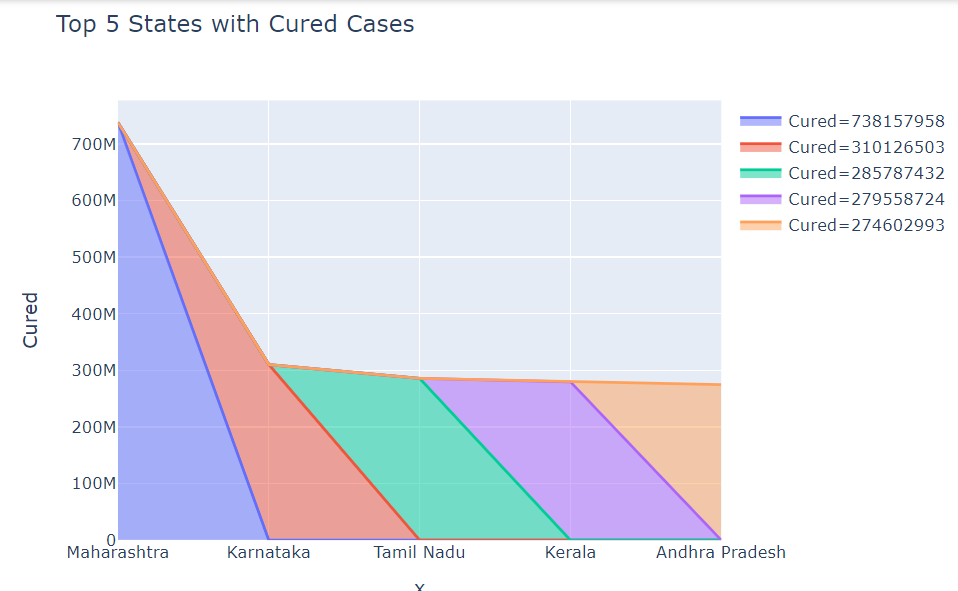 Top 5 States with Cured Cases
Cured=738157958
Cured=310126503
Cured=285787432
Cured=279558724
Cured=274602993
Cured
700M
600M
500M
400M
300M
200M
100M
0
Maharashtra Karnataka Tamil Nadu Kerala Andhra Pradesh
x